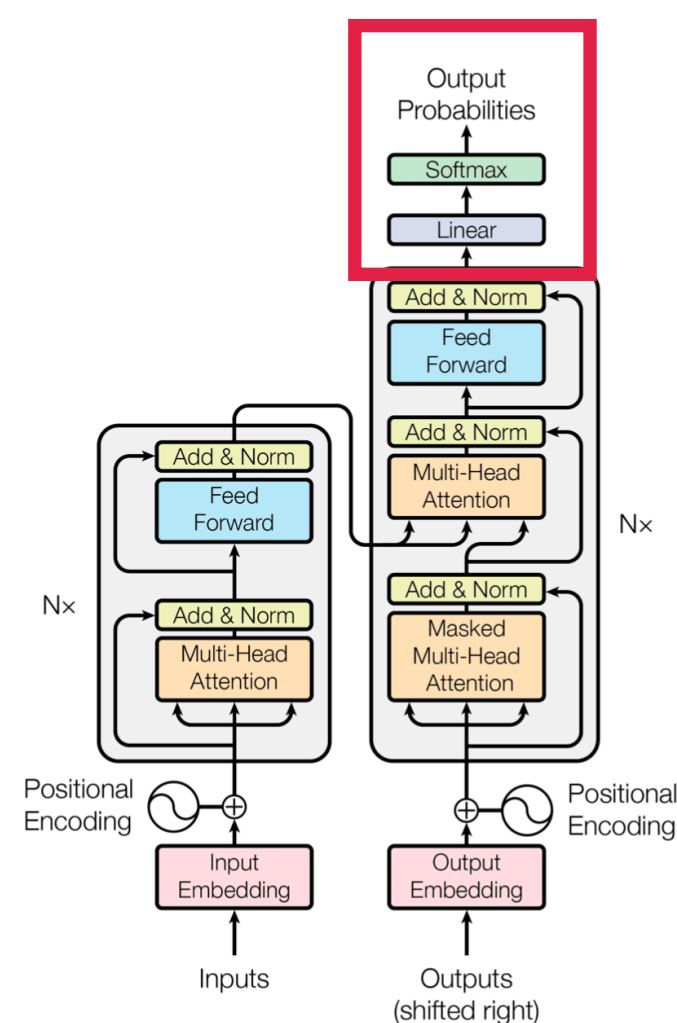 Output
Probabilities
Softmax
Linear
Add & Norm
Feed
Forward
Add & Norm
Multi-Head
Attention
Nx
Add & Norm
Masked
Multi-Head
Attention
Positional
Encoding
Output
Embedding
Outputs
(shifted right)
Add & Norm
Feed
Forward
Nx
Add & Norm
Multi-Head
Attention
Positional
Encoding
Input
Embedding
Inputs